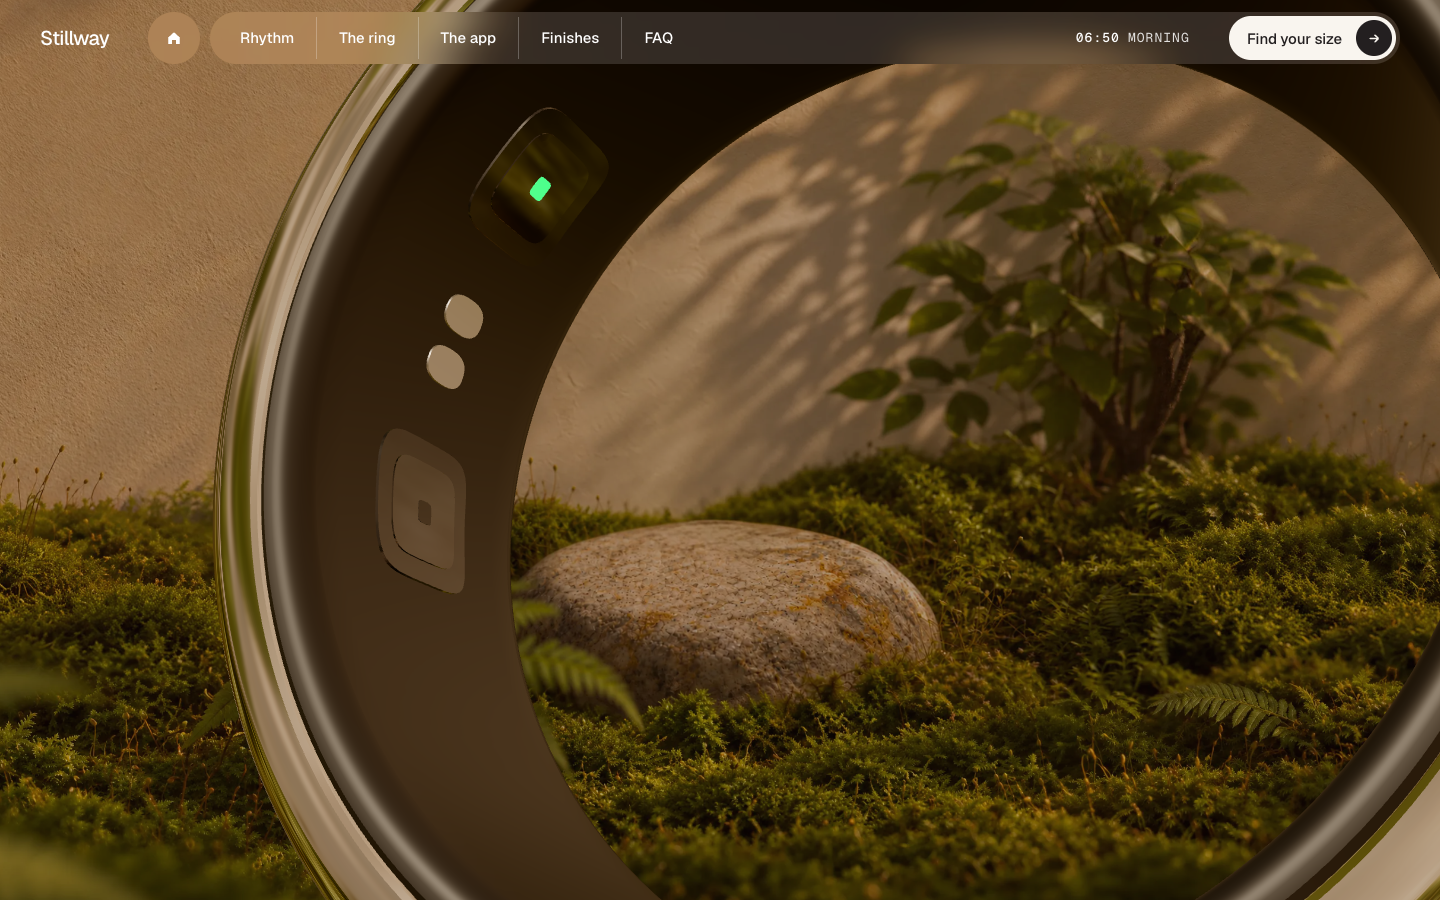 Stillway
Rhythm
The ring
The app
Finishes
FAQ
06:50 MORNING
Find your size